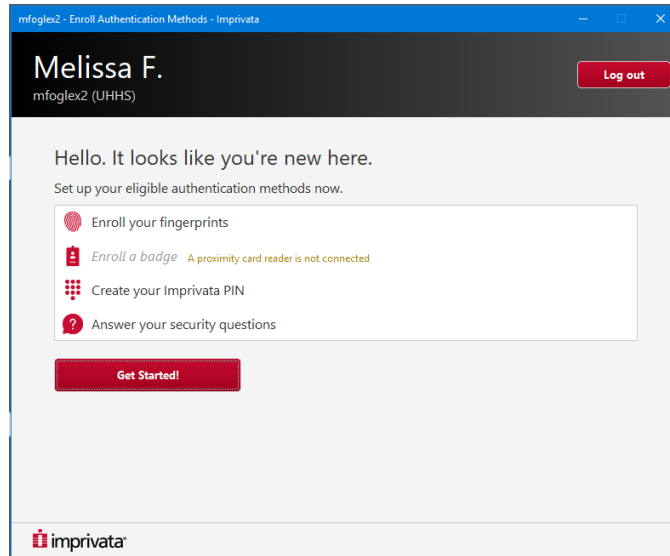 mfoglex2 - Enroll Authentication Methods - Imprivata
Melissa F.
Log out
mfoglex2 (UHHS)
Hello. It looks like you're new here.
Set up your eligible authentication methods now.
Enroll your fingerprints
Enroll a badge A proximity card reader is not connected
Create your Imprivata PIN
? Answer your security questions
Get Started!
imprivata